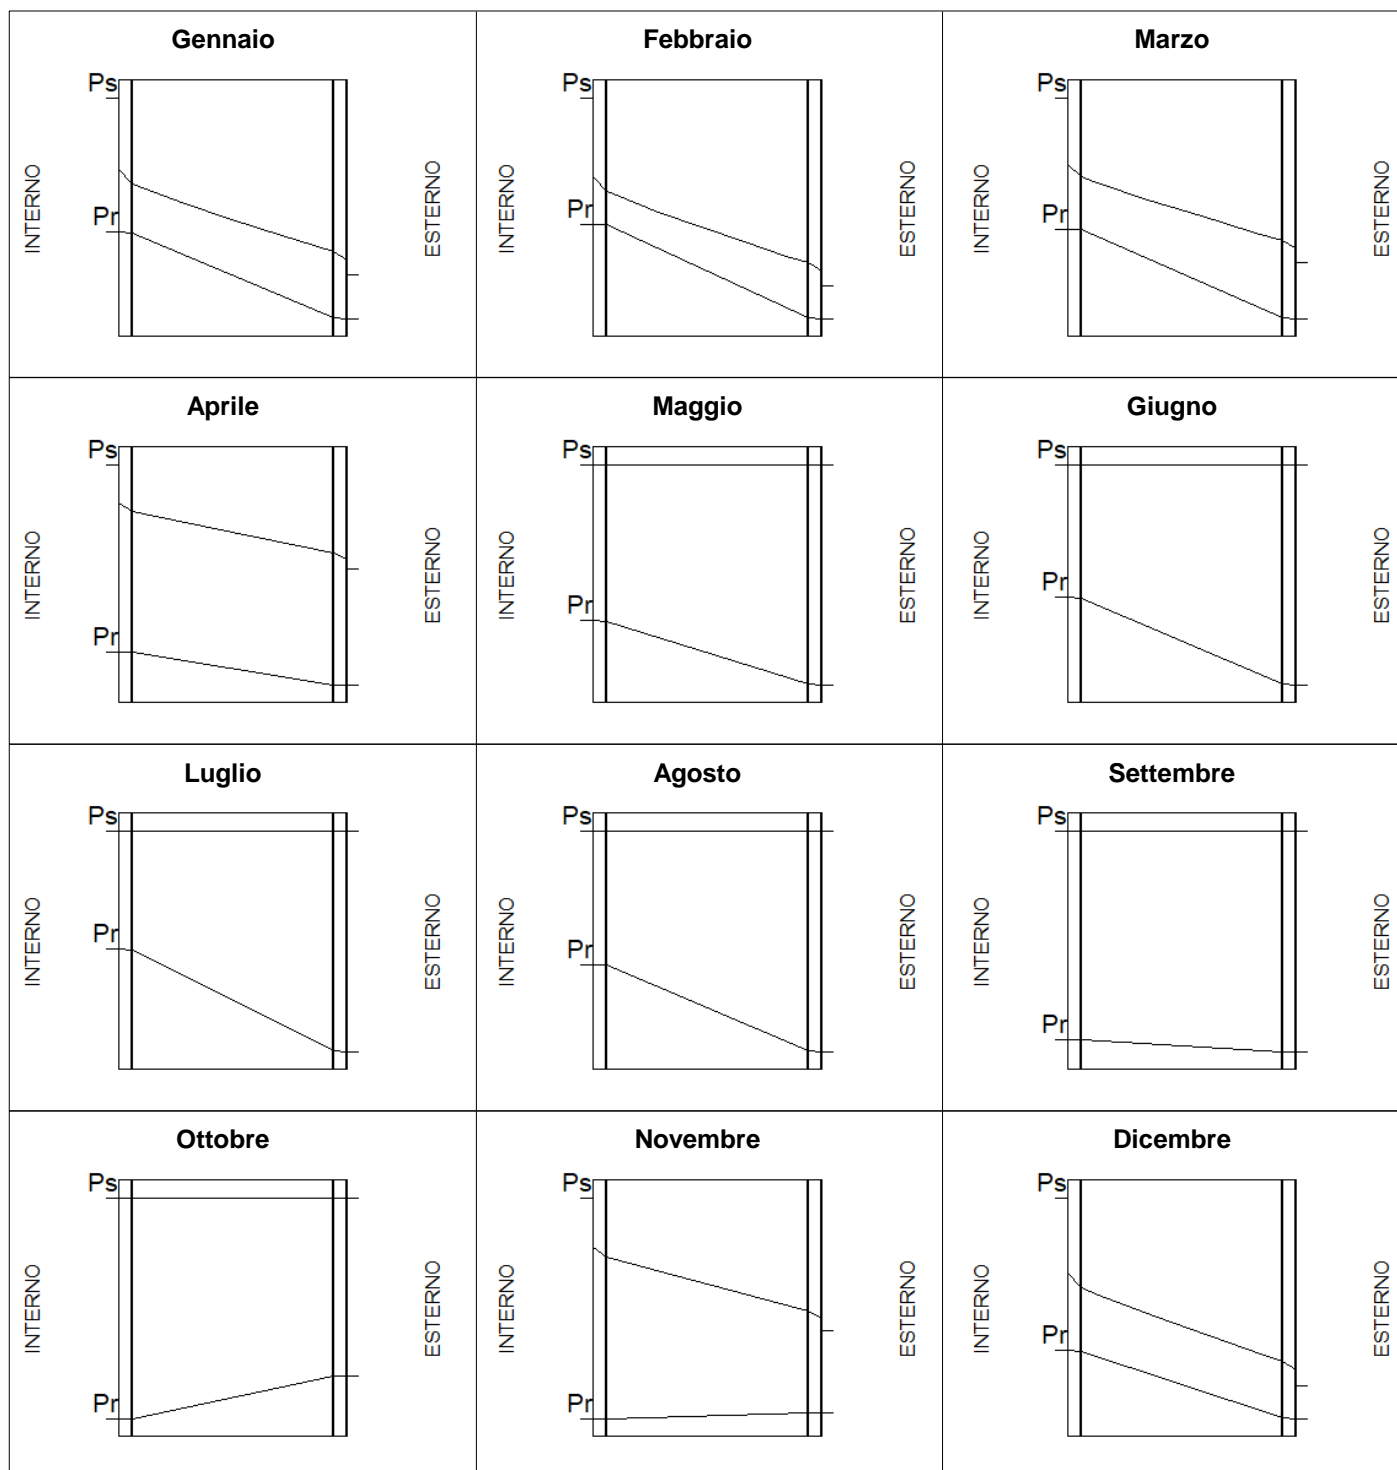 Gennaio
Ps
Pr
INTERNO
ESTERNO
Febbraio
Ps
Pr
INTERNO
ESTERNO
Marzo
Ps
Pr
INTERNO
ESTERNO
Aprile
Ps
Pr
INTERNO
ESTERNO
Maggio
Ps
Pr
INTERNO
ESTERNO
Giugno
Ps
Pr
INTERNO
ESTERNO
Luglio
Ps
Pr
INTERNO
ESTERNO
Agosto
Ps
Pr
INTERNO
ESTERNO
Settembre
Ps
Pr
INTERNO
ESTERNO
Ottobre
Ps
Pr
INTERNO
ESTERNO
Novembre
Ps
Pr
INTERNO
ESTERNO
Dicembre
Ps
Pr
INTERNO
ESTERNO